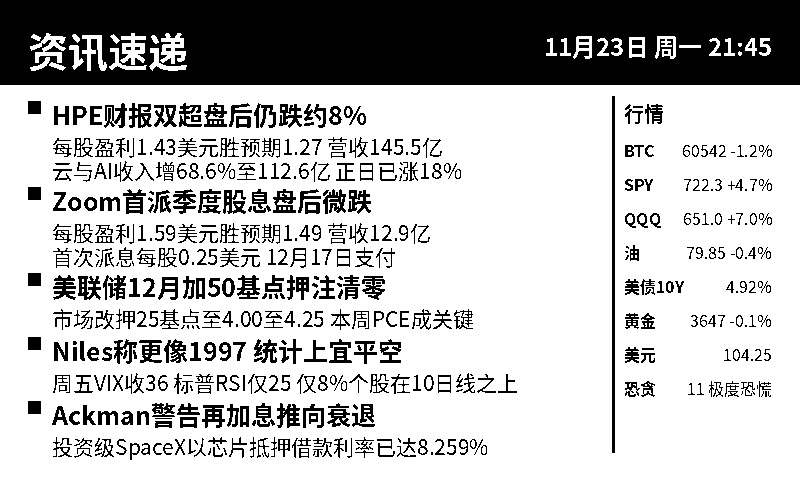 资讯速递
11月23日 周一 21:45
HPE财报双超盘后仍跌约8%
每股盈利1.43美元胜预期1.27 营收145.5亿
云与AI收入增68.6%至112.6亿 正日已涨18%
Zoom首派季度股息盘后微跌
每股盈利1.59美元胜预期1.49 营收12.9亿
首次派息每股0.25美元 12月17日支付
美联储12月加50基点押注清零
市场改押25基点至4.00至4.25 本周PCE成关键
Niles称更像1997 统计上宜平空
周五VIX收36 标普RSI仅25 仅8%个股在10日线之上
Ackman警告再加息推向衰退
投资级SpaceX以芯片抵押借款利率已达8.259%
行情
BTC 60542 -1.2%
SPY 722.3 +4.7%
QQQ 651.0 +7.0%
油 79.85 -0.4%
美债10Y 4.92%
黄金 3647 -0.1%
美元 104.25
恐贪 11 极度恐慌